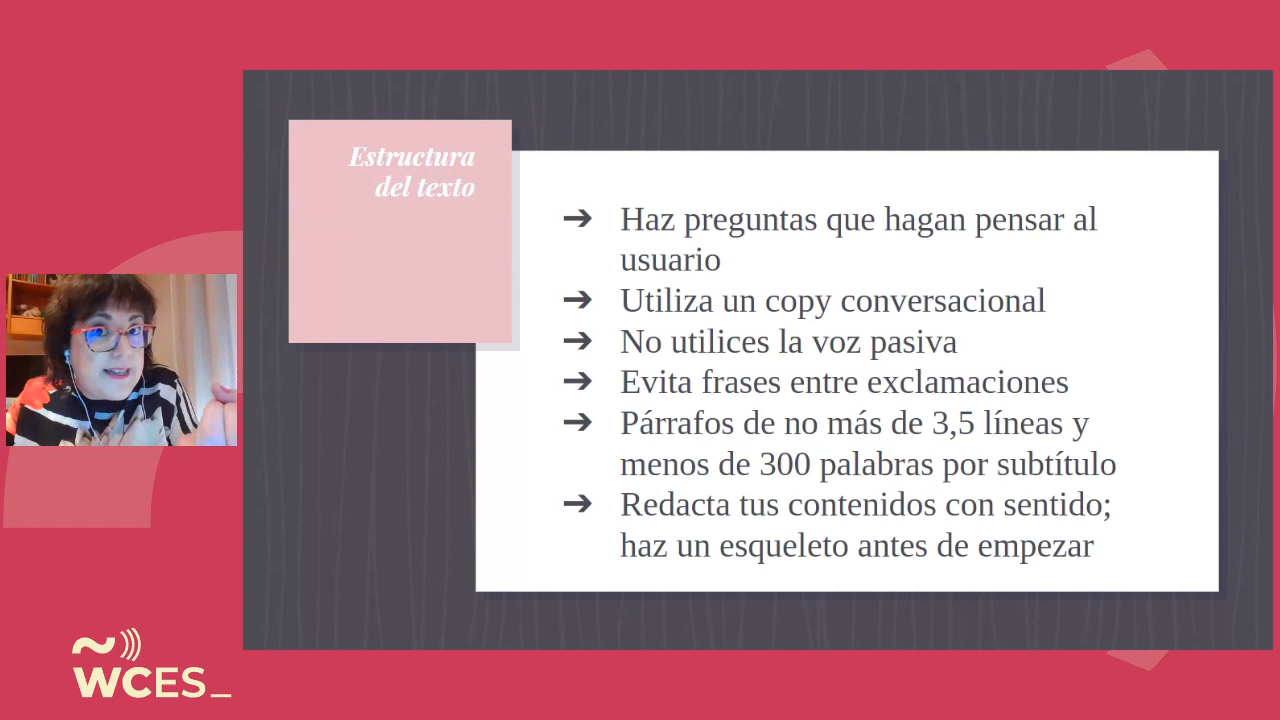 Estructura
del texto
➔ Haz preguntas que hagan pensar al
usuario
➔ Utiliza un copy conversacional
➔ No utilices la voz pasiva
➔ Evita frases entre exclamaciones
➔ Párrafos de no más de 3,5 líneas y
menos de 300 palabras por subtítulo
➔ Redacta tus contenidos con sentido;
haz un esqueleto antes de empezar
WCES_